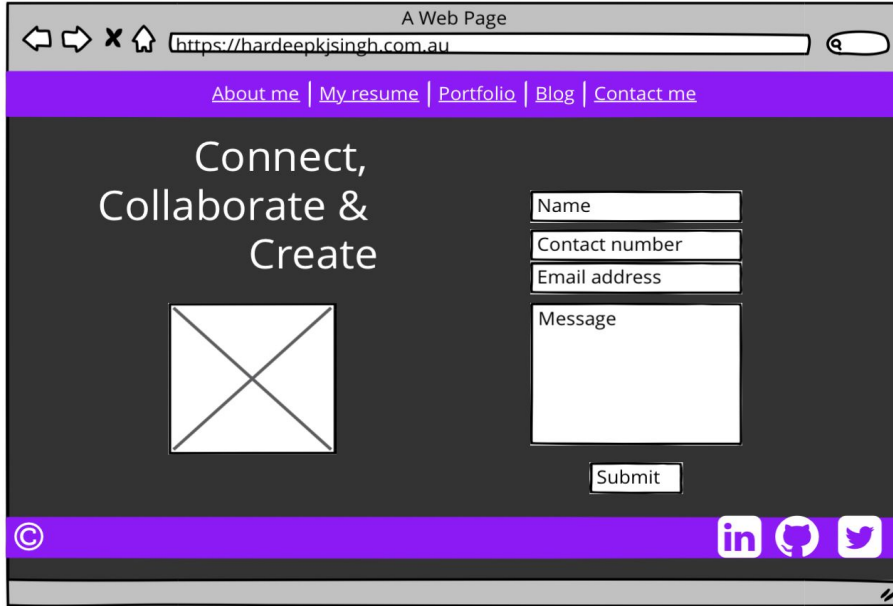 A Web Page
https://hardeepkjsingh.com.au
About me | My resume | Portfolio | Blog | Contact me
Connect,
Collaborate &
Create
Name
Contact number
Email address
Message
Submit
©
in